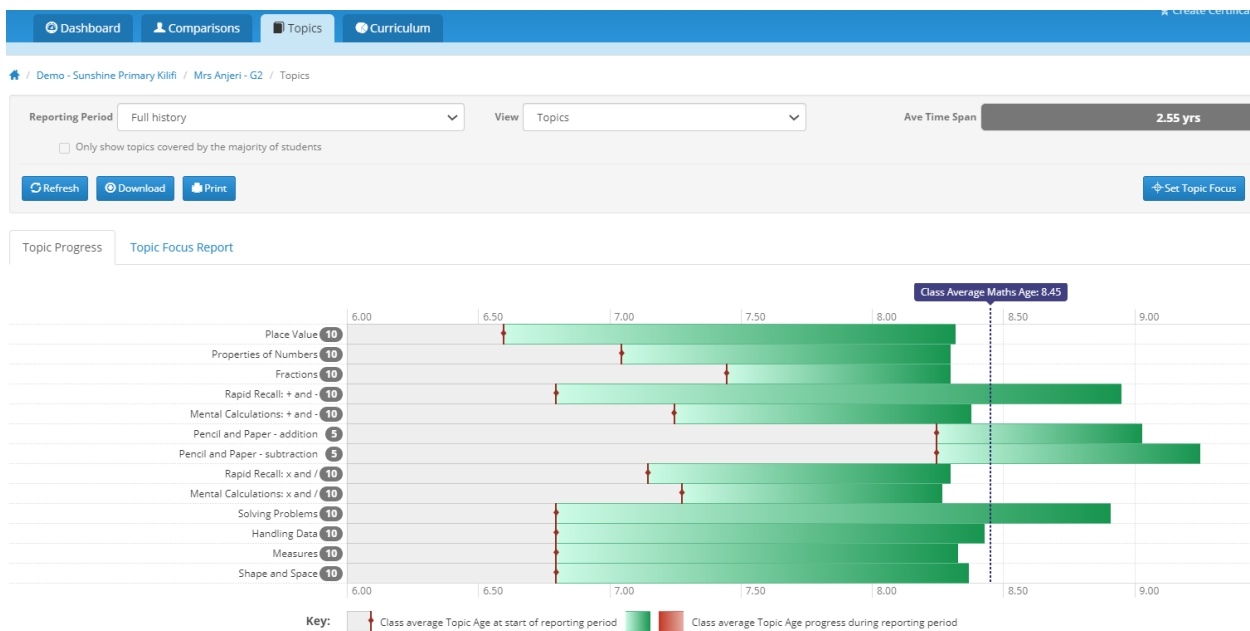 Create Certifica
Dashboard Comparisons Topics Curriculum
/ Demo - Sunshine Primary Kilifi / Mrs Anjeri - G2 / Topics
Reporting Period Full history View Topics Ave Time Span 2.55 yrs
Only show topics covered by the majority of students
Refresh Download Print Set Topic Focus
Topic Progress Topic Focus Report
Class Average Maths Age: 8.45
6.00 6.50 7.00 7.50 8.00 8.50 9.00
Place Value 10
Properties of Numbers 10
Fractions 10
Rapid Recall: + and - 10
Mental Calculations: + and - 10
Pencil and Paper - addition 5
Pencil and Paper - subtraction 5
Rapid Recall: x and / 10
Mental Calculations: x and / 10
Solving Problems 10
Handling Data 10
Measures 10
Shape and Space 10
6.00 6.50 7.00 7.50 8.00 8.50 9.00
Key: Class average Topic Age at start of reporting period Class average Topic Age progress during reporting period